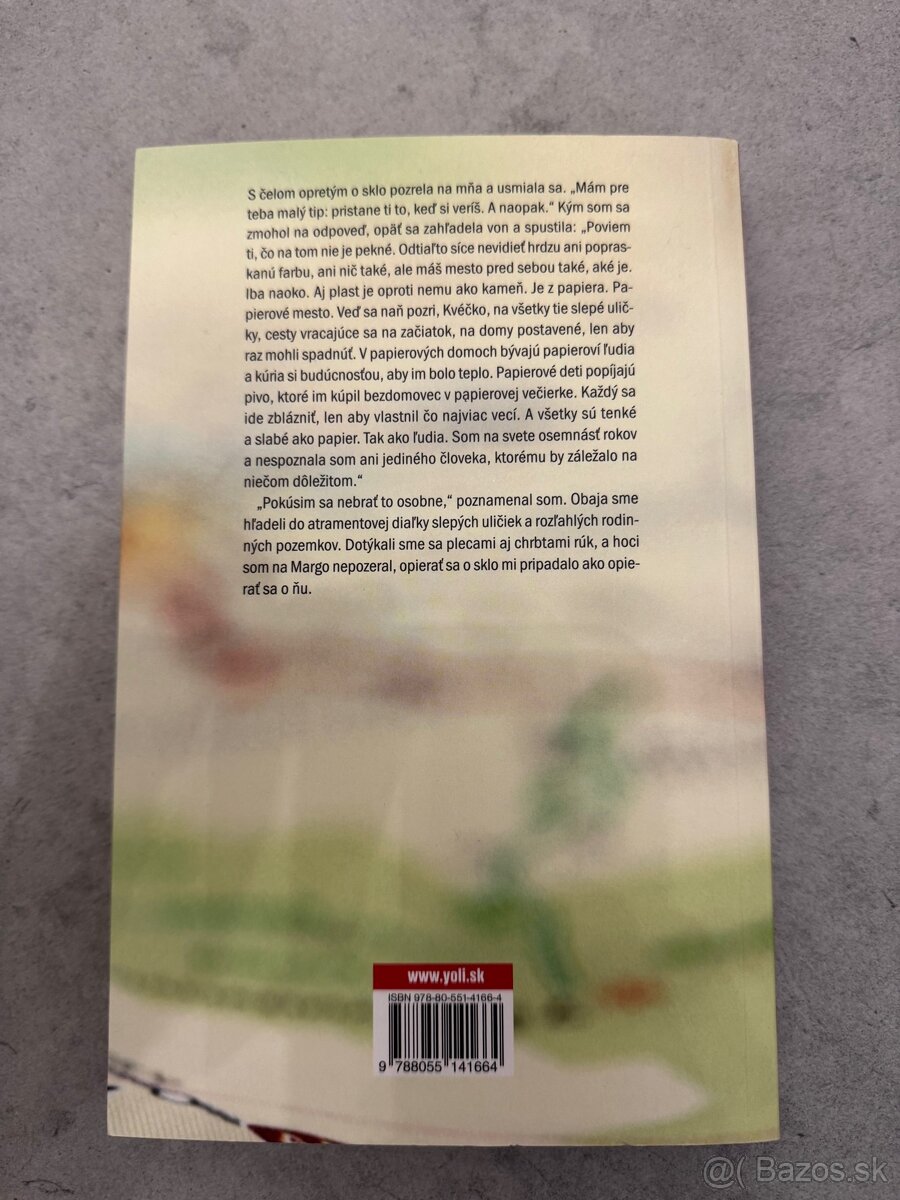 S čelom opretým o sklo pozrela na mňa a usmiala sa. „Mám pre
teba malý tip: pristane ti to, keď si veríš. A naopak.“ Kým som sa
zmohol na odpoveď, opäť sa zahľadela von a spustila: „Poviem
ti, čo na tom nie je pekné. Odtiaľto síce nevidieť hrdzu ani popras-
kanú farbu, ani nič také, ale máš mesto pred sebou také, aké je.
Iba naoko. Aj plast je oproti nemu ako kameň. Je z papiera. Pa-
pierové mesto. Veď sa naň pozri, Kvéčko, na všetky tie slepé ulič-
ky, cesty vracajúce sa na začiatok, na domy postavené, len aby
raz mohli spadnúť. V papierových domoch bývajú papieroví ľudia
a kúria si budúcnosťou, aby im bolo teplo. Papierové deti popíjajú
pivo, ktoré im kúpil bezdomovec v papierovej večierke. Každý sa
ide zblázniť, len aby vlastnil čo najviac vecí. A všetky sú tenké
a slabé ako papier. Tak ako ľudia. Som na svete osemnásť rokov
a nespoznala som ani jediného človeka, ktorému by záležalo na
niečom dôležitom.“
„Pokúsim sa nebrať to osobne,“ poznamenal som. Obaja sme
hľadeli do atramentovej diaľky slepých uličiek a rozľahlých rodin-
ných pozemkov. Dotýkali sme sa plecami aj chrbtami rúk, a hoci
som na Margo nepozeral, opierať sa o sklo mi pripadalo ako opie-
rať sa o ňu.
www.yoli.sk
ISBN 978-80-551-4166-4
9 788055 141664
@( Bazos.sk